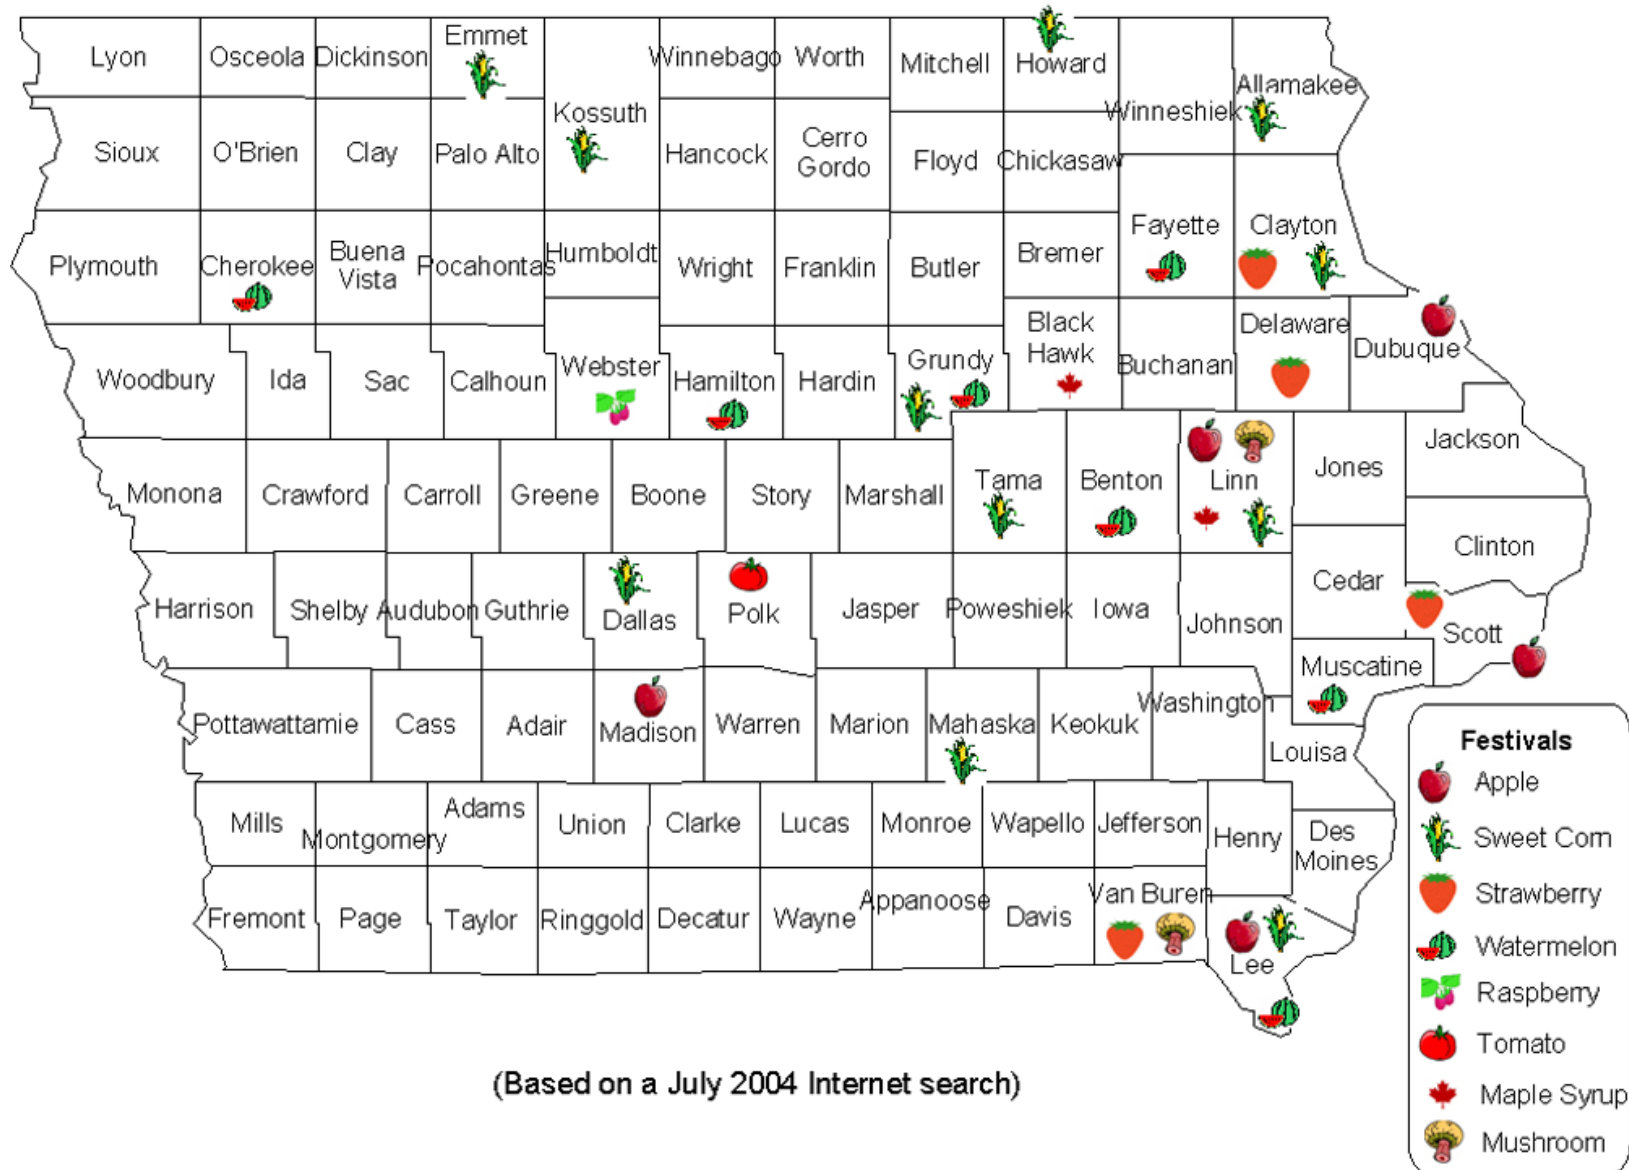 Lyon
Osceola
Dickinson
Emmet
Winnebago
Worth
Mitchell
Howard
Allamakee
Kossuth
Winneshiek
Sioux
O'Brien
Clay
Palo Alto
Hancock
Cerro
Gordo
Floyd
Chickasaw
Fayette
Clayton
Plymouth
Cherokee
Buena
Vista
Pocahontas
Humboldt
Wright
Franklin
Butler
Bremer
Black
Hawk
Delaware
Dubuque
Woodbury
Ida
Sac
Calhoun
Webster
Hamilton
Hardin
Grundy
Buchanan
Jackson
Monona
Crawford
Carroll
Greene
Boone
Story
Marshall
Tama
Benton
Linn
Jones
Clinton
Harrison
Shelby
Audubon
Guthrie
Dallas
Polk
Jasper
Poweshiek
Iowa
Johnson
Cedar
Scott
Muscatine
Pottawattamie
Cass
Adair
Madison
Warren
Marion
Mahaska
Keokuk
Washington
Louisa
Mills
Montgomery
Adams
Union
Clarke
Lucas
Monroe
Wapello
Jefferson
Henry
Des
Moines
Fremont
Page
Taylor
Ringgold
Decatur
Wayne
Appanoose
Davis
Van Buren
Lee
Festivals
Apple
Sweet Corn
Strawberry
Watermelon
Raspberry
Tomato
Maple Syrup
Mushroom
(Based on a July 2004 Internet search)